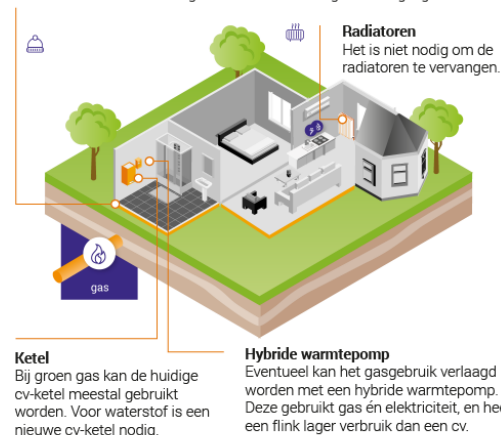 Radiatoren
Het is niet nodig om de
radiatoren te vervangen.
gas
Ketel
Bij groen gas kan de huidige
cv-ketel meestal gebruikt
worden. Voor waterstof is een
nieuwe cv-ketel nodig.
Hybride warmtepomp
Eventueel kan het gasgebruik verlaagd
worden met een hybride warmtepomp.
Deze gebruikt gas én elektriciteit, en
een flink lager verbruik dan een cv.